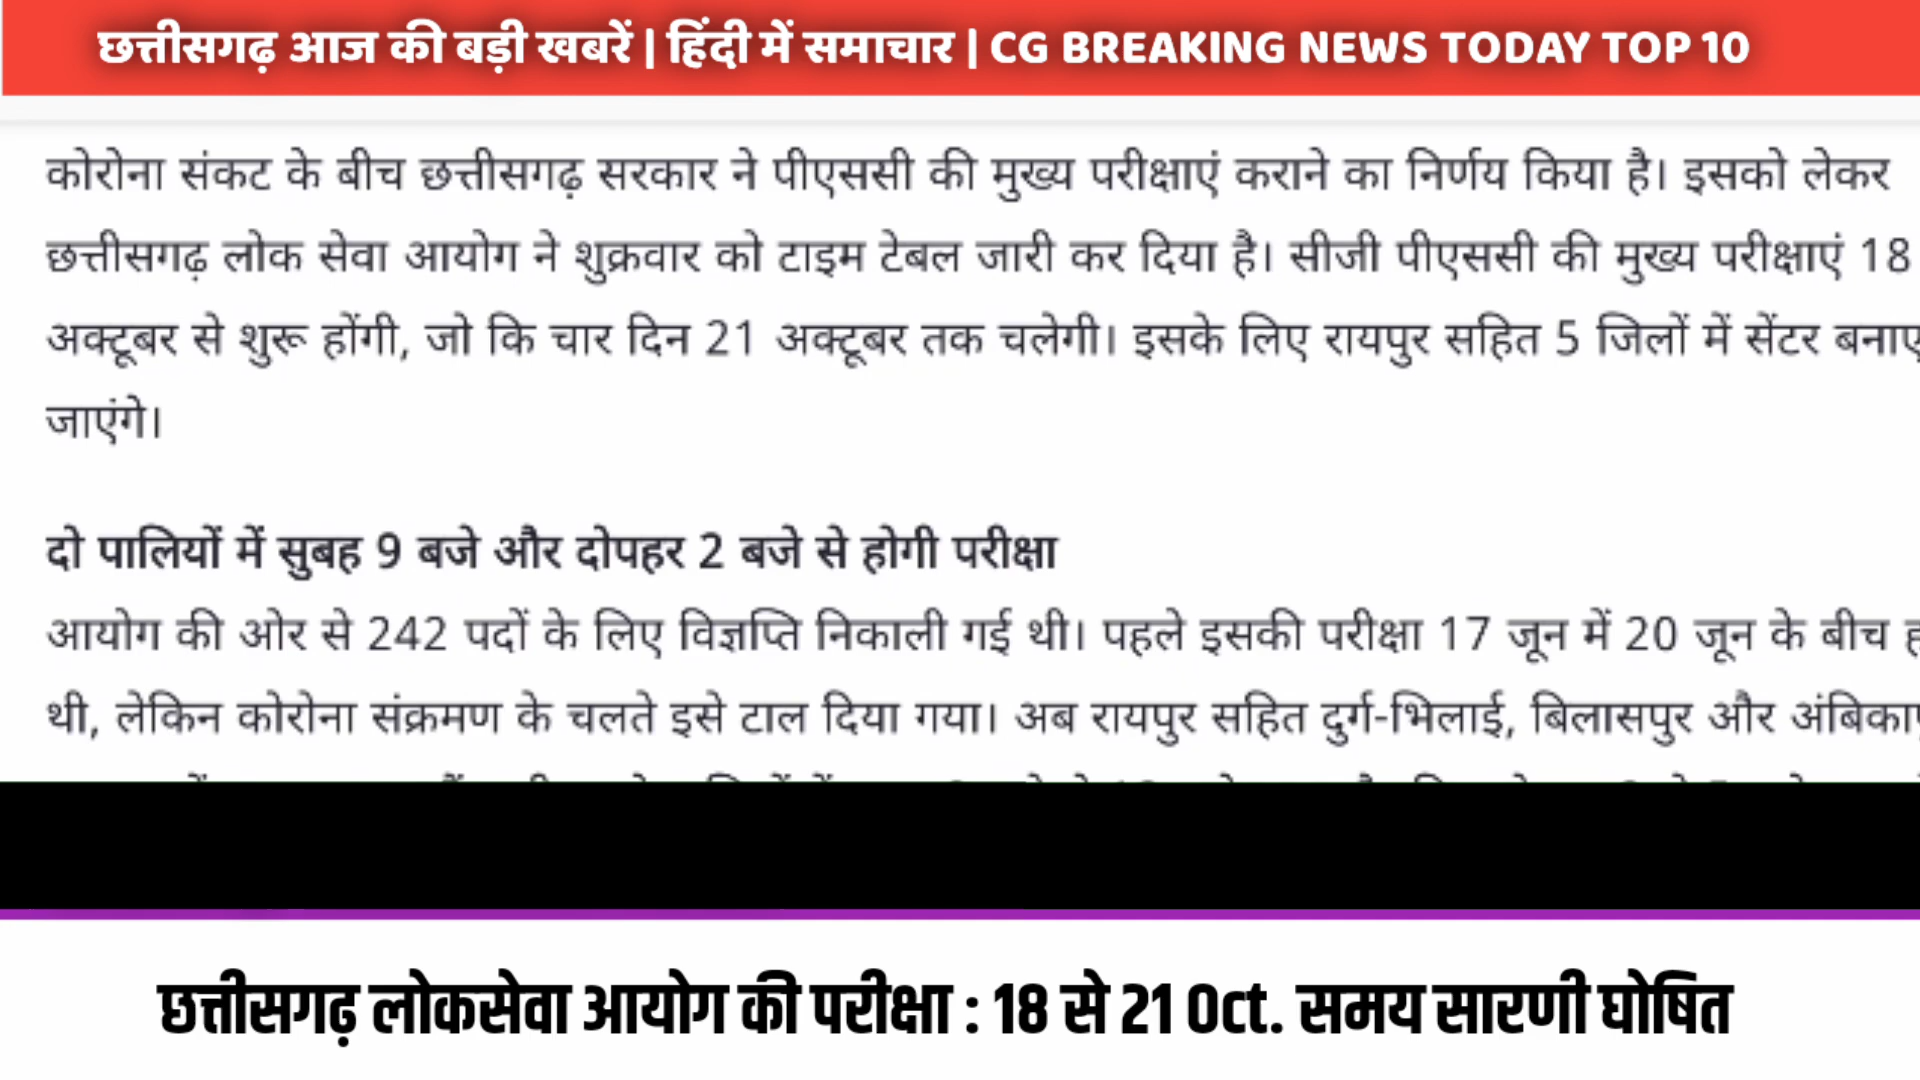 छत्तीसगढ़ आज की बड़ी खबरें | हिंदी में समाचार | CG BREAKING NEWS TODAY TOP 10
कोरोना संकट के बीच छत्तीसगढ़ सरकार ने पीएससी की मुख्य परीक्षाएं कराने का निर्णय किया है। इसको लेकर
छत्तीसगढ़ लोक सेवा आयोग ने शुक्रवार को टाइम टेबल जारी कर दिया है। सीजी पीएससी की मुख्य परीक्षाएं 18
अक्टूबर से शुरू होंगी, जो कि चार दिन 21 अक्टूबर तक चलेगी। इसके लिए रायपुर सहित 5 जिलों में सेंटर बनाए
जाएंगे।
दो पालियों में सुबह 9 बजे और दोपहर 2 बजे से होगी परीक्षा
आयोग की ओर से 242 पदों के लिए विज्ञप्ति निकाली गई थी। पहले इसकी परीक्षा 17 जून में 20 जून के बीच
थी, लेकिन कोरोना संक्रमण के चलते इसे टाल दिया गया। अब रायपुर सहित दुर्ग-भिलाई, बिलासपुर और
छत्तीसगढ़ लोकसेवा आयोग की परीक्षा : 18 से 21 Oct. समय सारणी घोषित